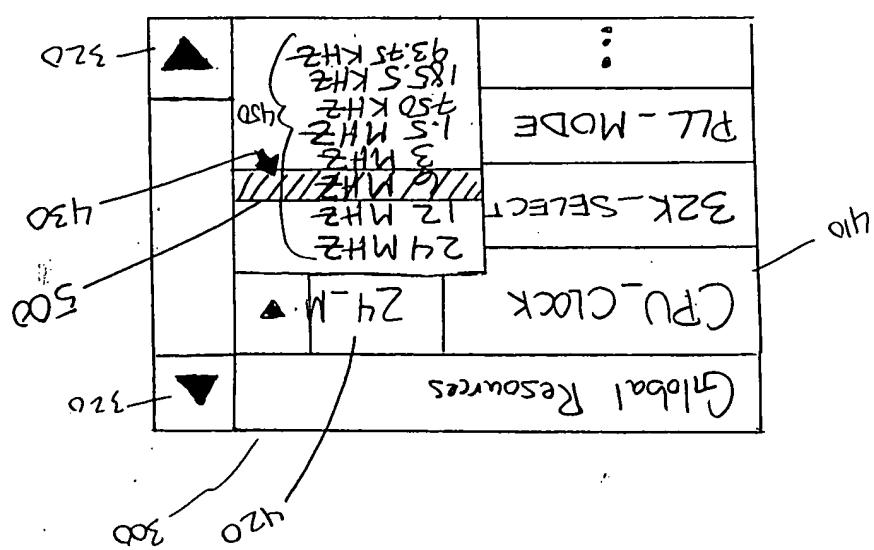 300
420
Global Resources
320
CPU_CLOCK
24_M
410
500
24 MHZ
12 MHZ
6 MHZ
3 MHZ
1.5 MHZ
750 KHZ
185.5 KHZ
93.75 KHZ
450
430
32K_SELECT
PLL_MODE
320